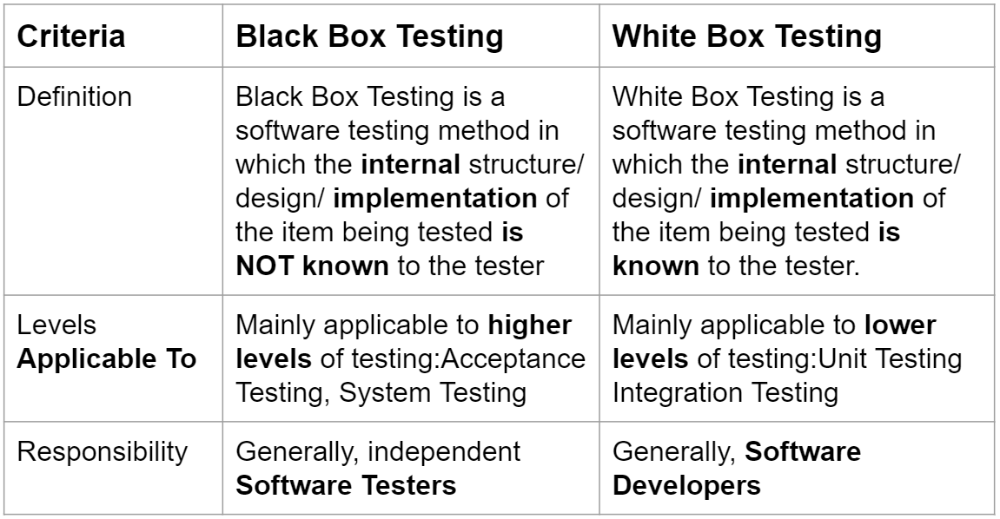 Criteria
Black Box Testing
White Box Testing
Definition
Black Box Testing is a
software testing method in
which the internal structure/
design/ implementation of
the item being tested is
NOT known to the tester
White Box Testing is a
software testing method in
which the internal structure/
design/ implementation of
the item being tested is
known to the tester.
Levels
Applicable To
Mainly applicable to higher
levels of testing:Acceptance
Testing, System Testing
Mainly applicable to lower
levels of testing:Unit Testing
Integration Testing
Responsibility
Generally, independent
Software Testers
Generally, Software
Developers